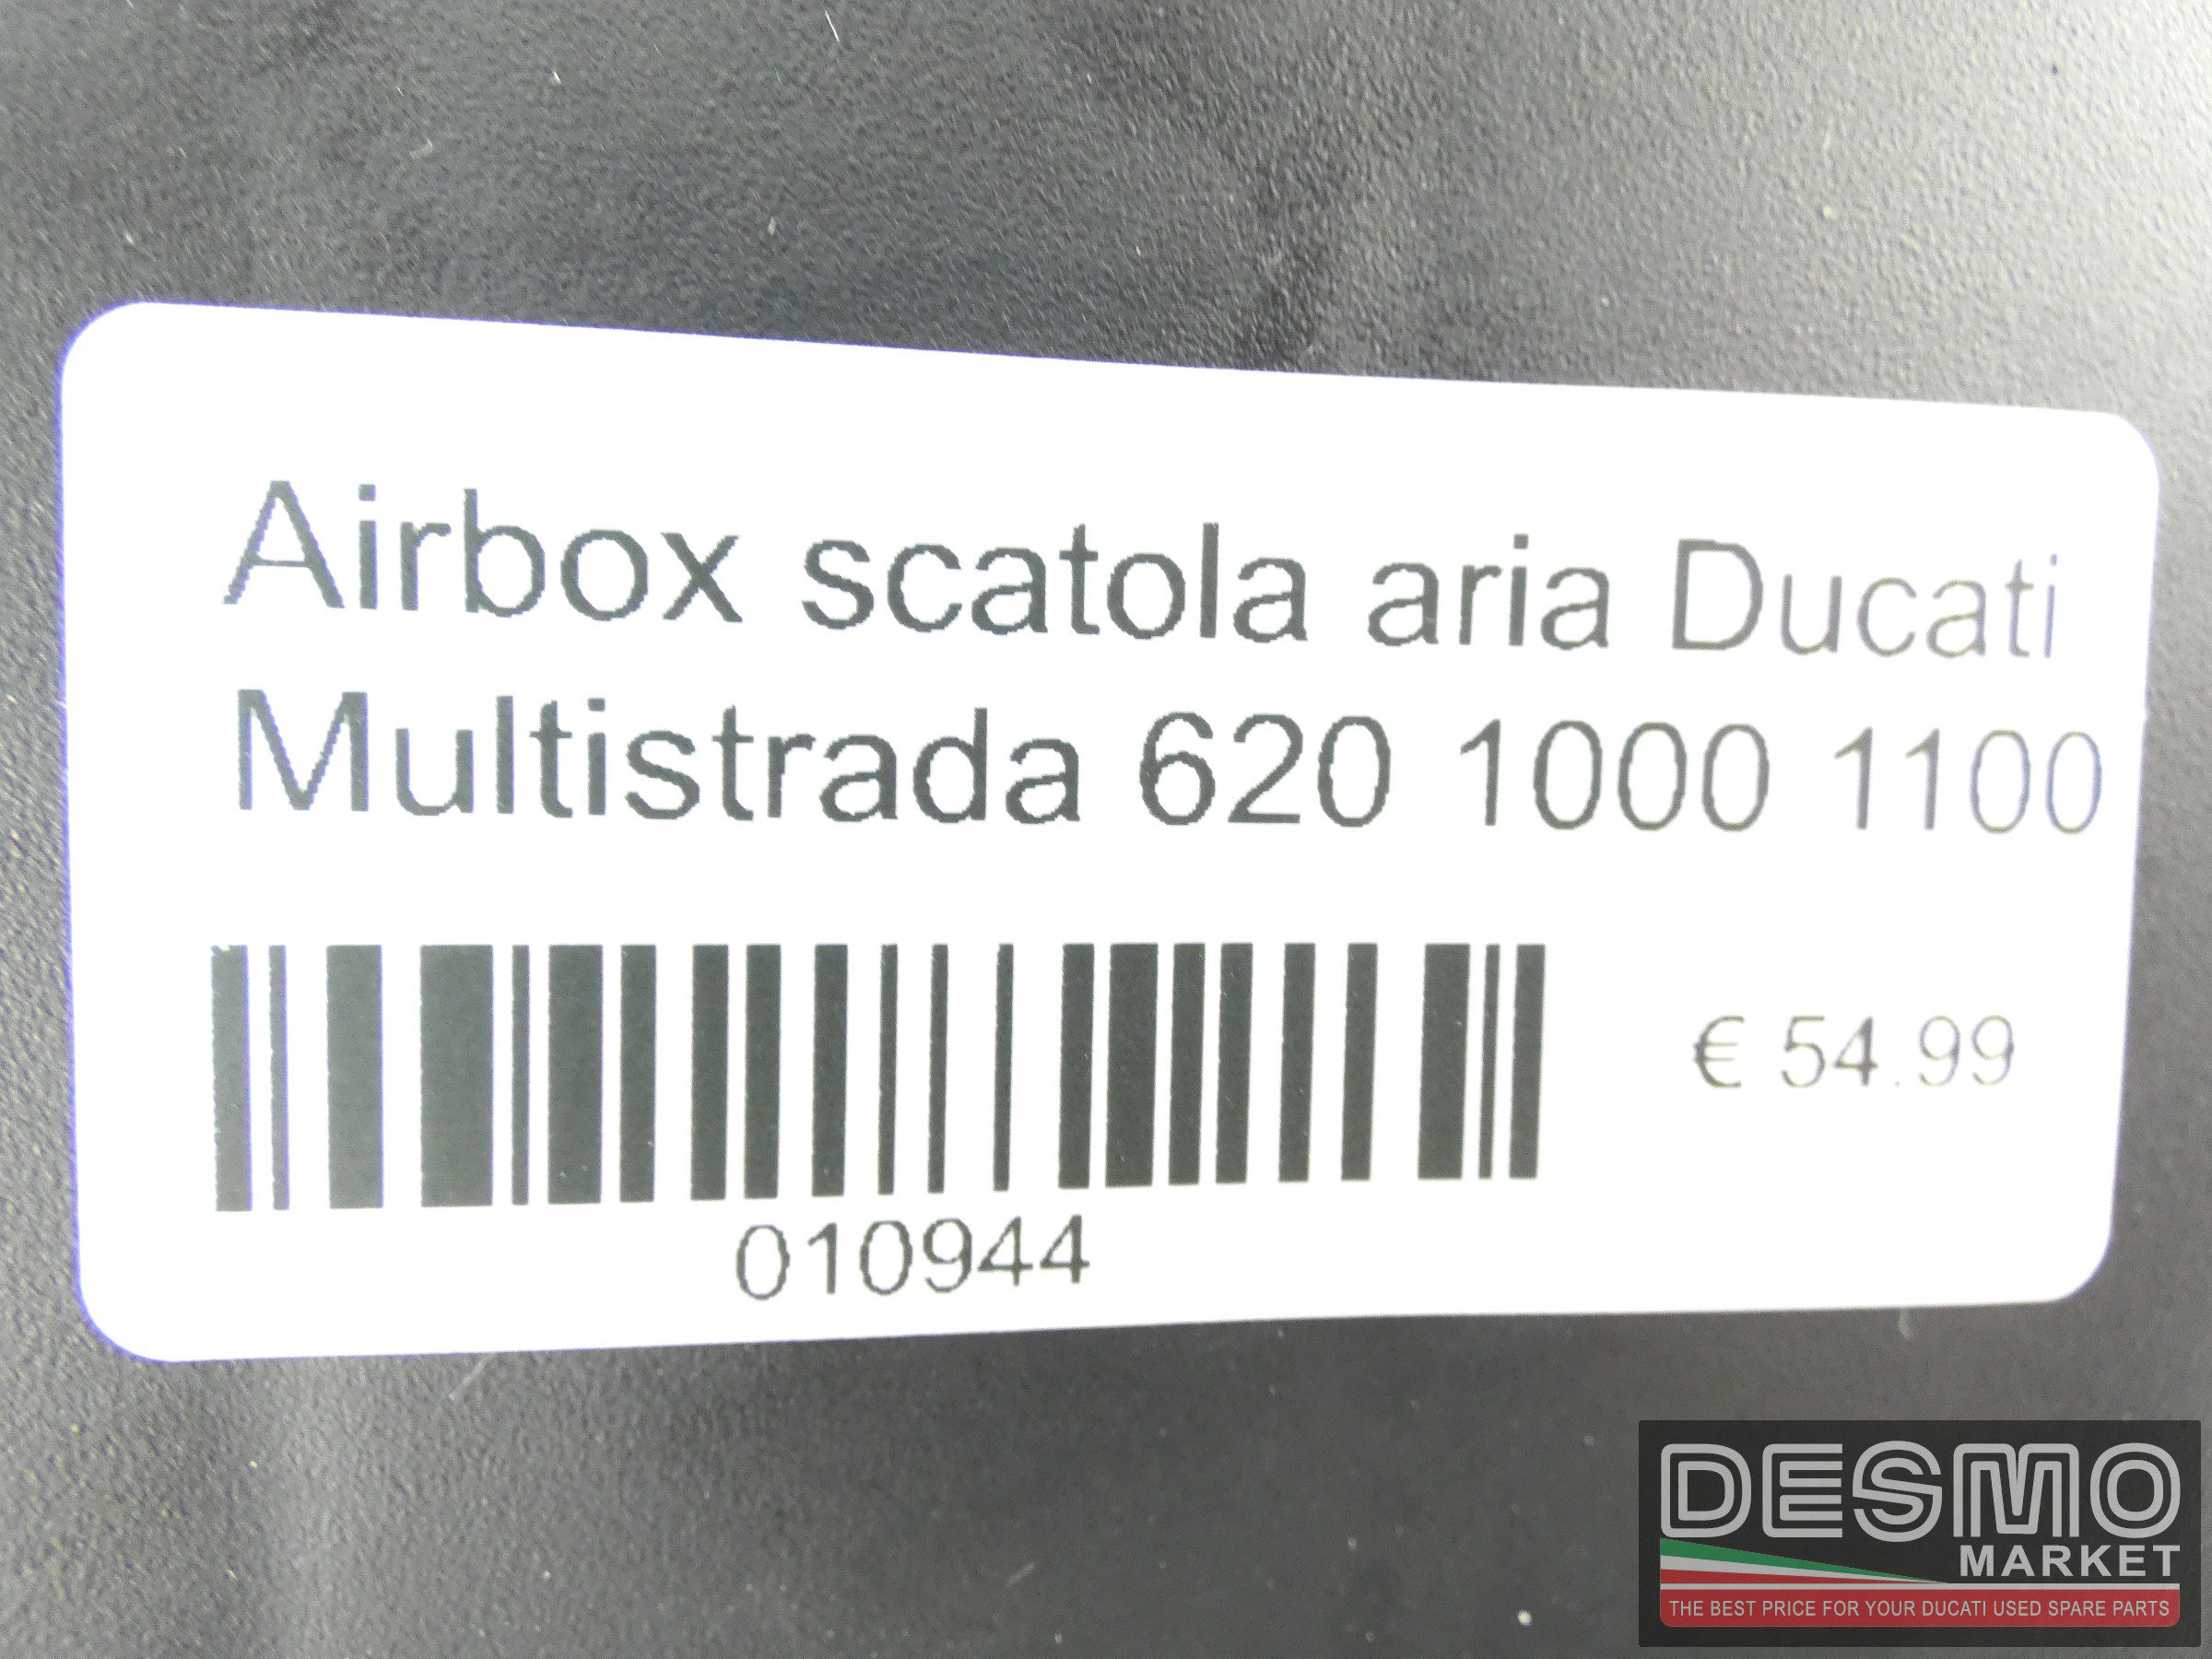 Airbox scatola aria Ducati
Multistrada 620 1000 1100
€ 54.99
010944
DESMO
MARKET
THE BEST PRICE FOR YOUR DUCATI USED SPARE PARTS